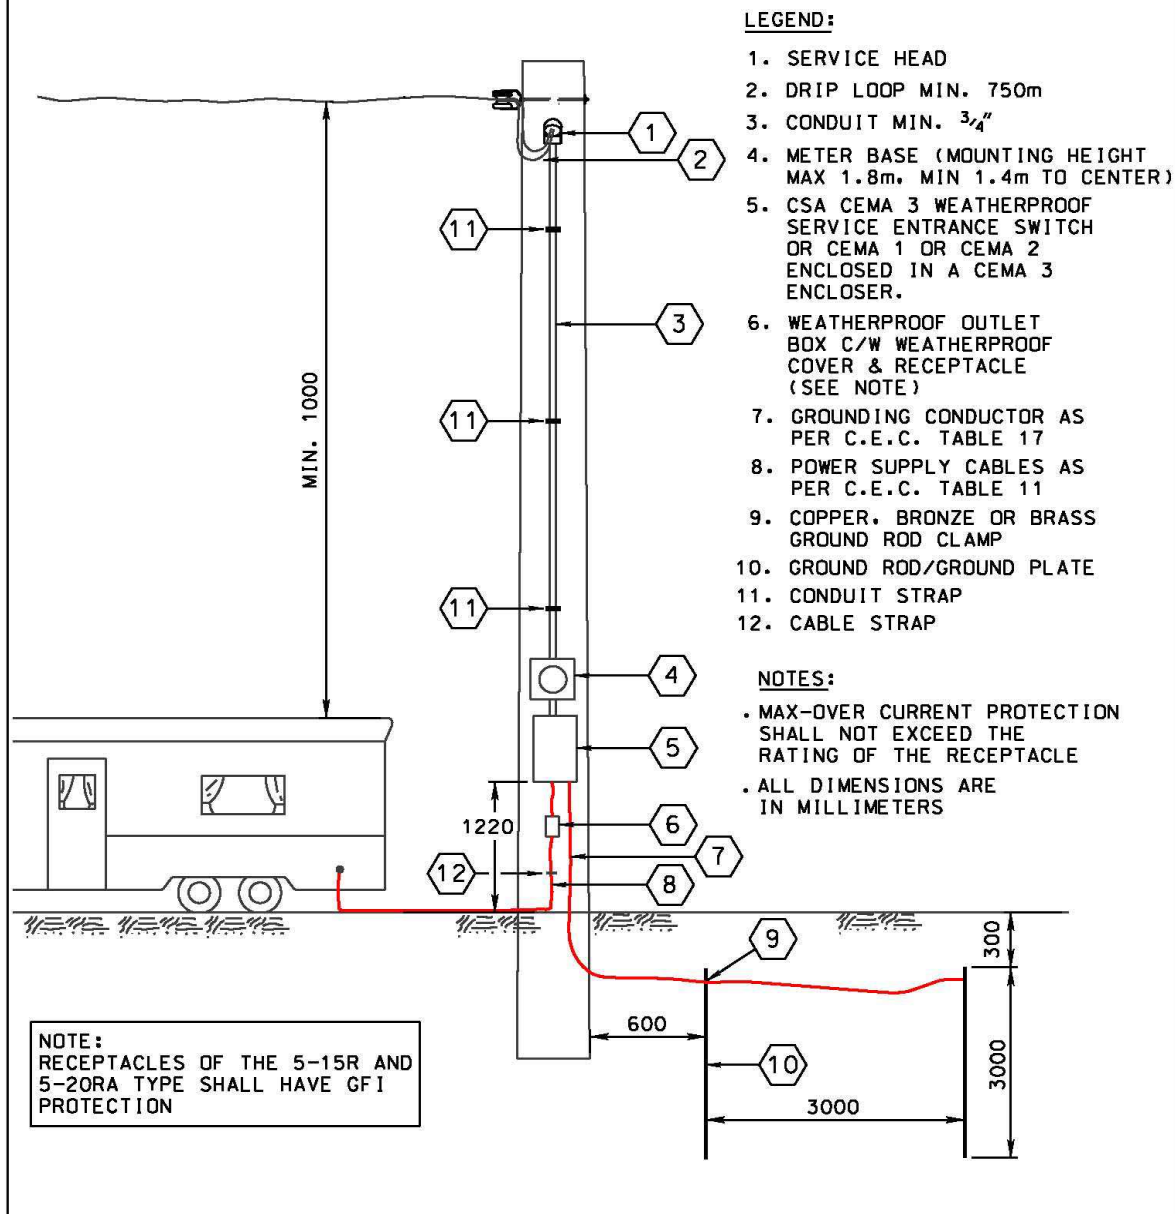 LEGEND:
1. SERVICE HEAD
2. DRIP LOOP MIN. 750m
3. CONDUIT MIN. 3/4"
4. METER BASE (MOUNTING HEIGHT
MAX 1.8m. MIN 1.4m TO CENTER)
5. CSA CEMA 3 WEATHERPROOF
SERVICE ENTRANCE SWITCH
OR CEMA 1 OR CEMA 2
ENCLOSED IN A CEMA 3
ENCLOSER.
6. WEATHERPROOF OUTLET
BOX C/W WEATHERPROOF
COVER & RECEPTACLE
(SEE NOTE)
7. GROUNDING CONDUCTOR AS
PER C.E.C. TABLE 17
8. POWER SUPPLY CABLES AS
PER C.E.C. TABLE 11
9. COPPER. BRONZE OR BRASS
GROUND ROD CLAMP
10. GROUND ROD/GROUND PLATE
11. CONDUIT STRAP
12. CABLE STRAP
NOTES:
. MAX-OVER CURRENT PROTECTION
SHALL NOT EXCEED THE
RATING OF THE RECEPTACLE
. ALL DIMENSIONS ARE
IN MILLIMETERS
1
2
11
3
MIN. 1000
11
11
4
5
1220
6
7
12
8
9
300
600
10
3000
3000
NOTE:
RECEPTACLES OF THE 5-15R AND
5-20RA TYPE SHALL HAVE GFI
PROTECTION